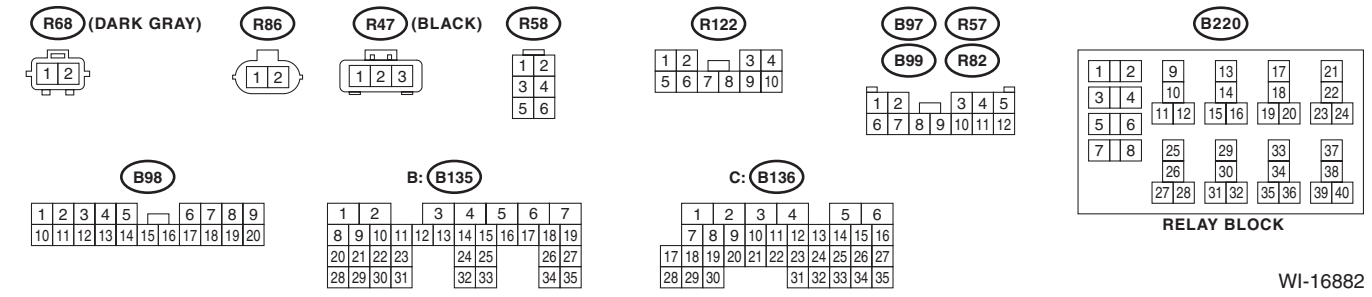 R68 (DARK GRAY) R86 R47 (BLACK) R58 R122 B97 R57 B220
B99 R82
1 2
1 2
1 2 3
1 2
3 4
5 6
1 2 3 4
5 6 7 8 9 10
1 2 3 4 5
6 7 8 9 10 11 12
1 2 9 13 17 21
3 4 10 14 18 22
11 12 15 16 19 20 23 24
5 6
7 8 25 29 33 37
26 30 34 38
27 28 31 32 35 36 39 40
RELAY BLOCK
B98
1 2 3 4 5 6 7 8 9
10 11 12 13 14 15 16 17 18 19 20
B: B135
1 2 3 4 5 6 7
8 9 10 11 12 13 14 15 16 17 18 19
20 21 22 23 24 25 26 27
28 29 30 31 32 33 34 35
C: B136
1 2 3 4 5 6
7 8 9 10 11 12 13 14 15 16
17 18 19 20 21 22 23 24 25 26 27
28 29 30 31 32 33 34 35
WI-16882